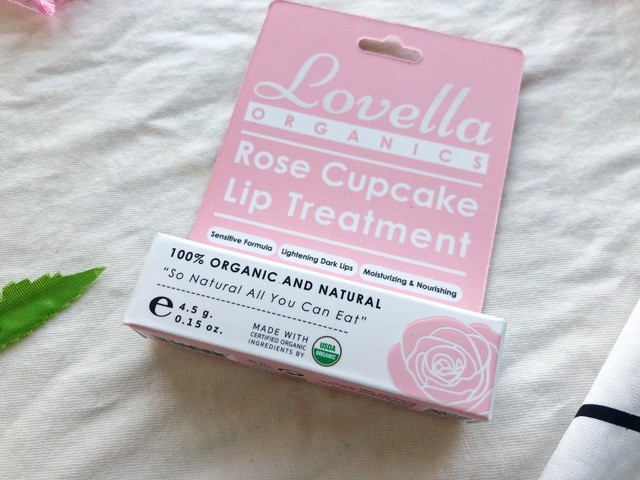 Lovella
ORGANICS
Rose Cupcake
Lip Treatment
Sensitive Formula
Lightening Dark Lips
Moisturizing & Nourishing
100% ORGANIC AND NATURAL
"So Natural All You Can Eat"
e 4.5 g.
0.15 oz.
MADE WITH
CERTIFIED ORGANIC
INGREDIENTS BY
USDA
ORGANIC